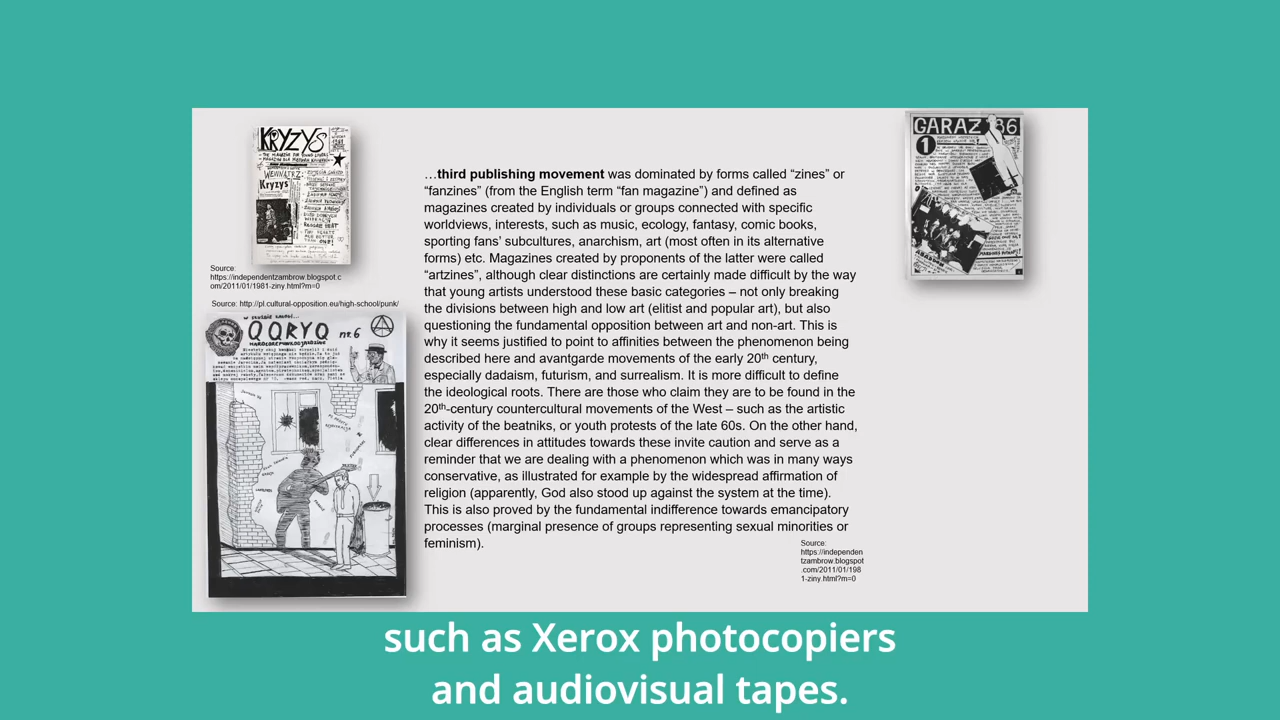 KRYZYS
Kryzys
Source:
https://independentzambrow.blogspot.c
om/2011/01/1981-ziny.html?m=0
Source: http://pl.cultural-opposition.eu/high-school/punk/
QQRYQ nr. 6
…third publishing movement was dominated by forms called “zines” or
“fanzines” (from the English term “fan magazine”) and defined as
magazines created by individuals or groups connected with specific
worldviews, interests, such as music, ecology, fantasy, comic books,
sporting fans’ subcultures, anarchism, art (most often in its alternative
forms) etc. Magazines created by proponents of the latter were called
“artzines”, although clear distinctions are certainly made difficult by the way
that young artists understood these basic categories – not only breaking
the divisions between high and low art (elitist and popular art), but also
questioning the fundamental opposition between art and non-art. This is
why it seems justified to point to affinities between the phenomenon being
described here and avantgarde movements of the early 20th century,
especially dadaism, futurism, and surrealism. It is more difficult to define
the ideological roots. There are those who claim they are to be found in the
20th-century countercultural movements of the West – such as the artistic
activity of the beatniks, or youth protests of the late 60s. On the other hand,
clear differences in attitudes towards these invite caution and serve as a
reminder that we are dealing with a phenomenon which was in many ways
conservative, as illustrated for example by the widespread affirmation of
religion (apparently, God also stood up against the system at the time).
This is also proved by the fundamental indifference towards emancipatory
processes (marginal presence of groups representing sexual minorities or
feminism).
GARAZ 86
1
Source:
https://independen
tzambrow.blogspot
.com/2011/01/198
1-ziny.html?m=0
such as Xerox photocopiers
and audiovisual tapes.